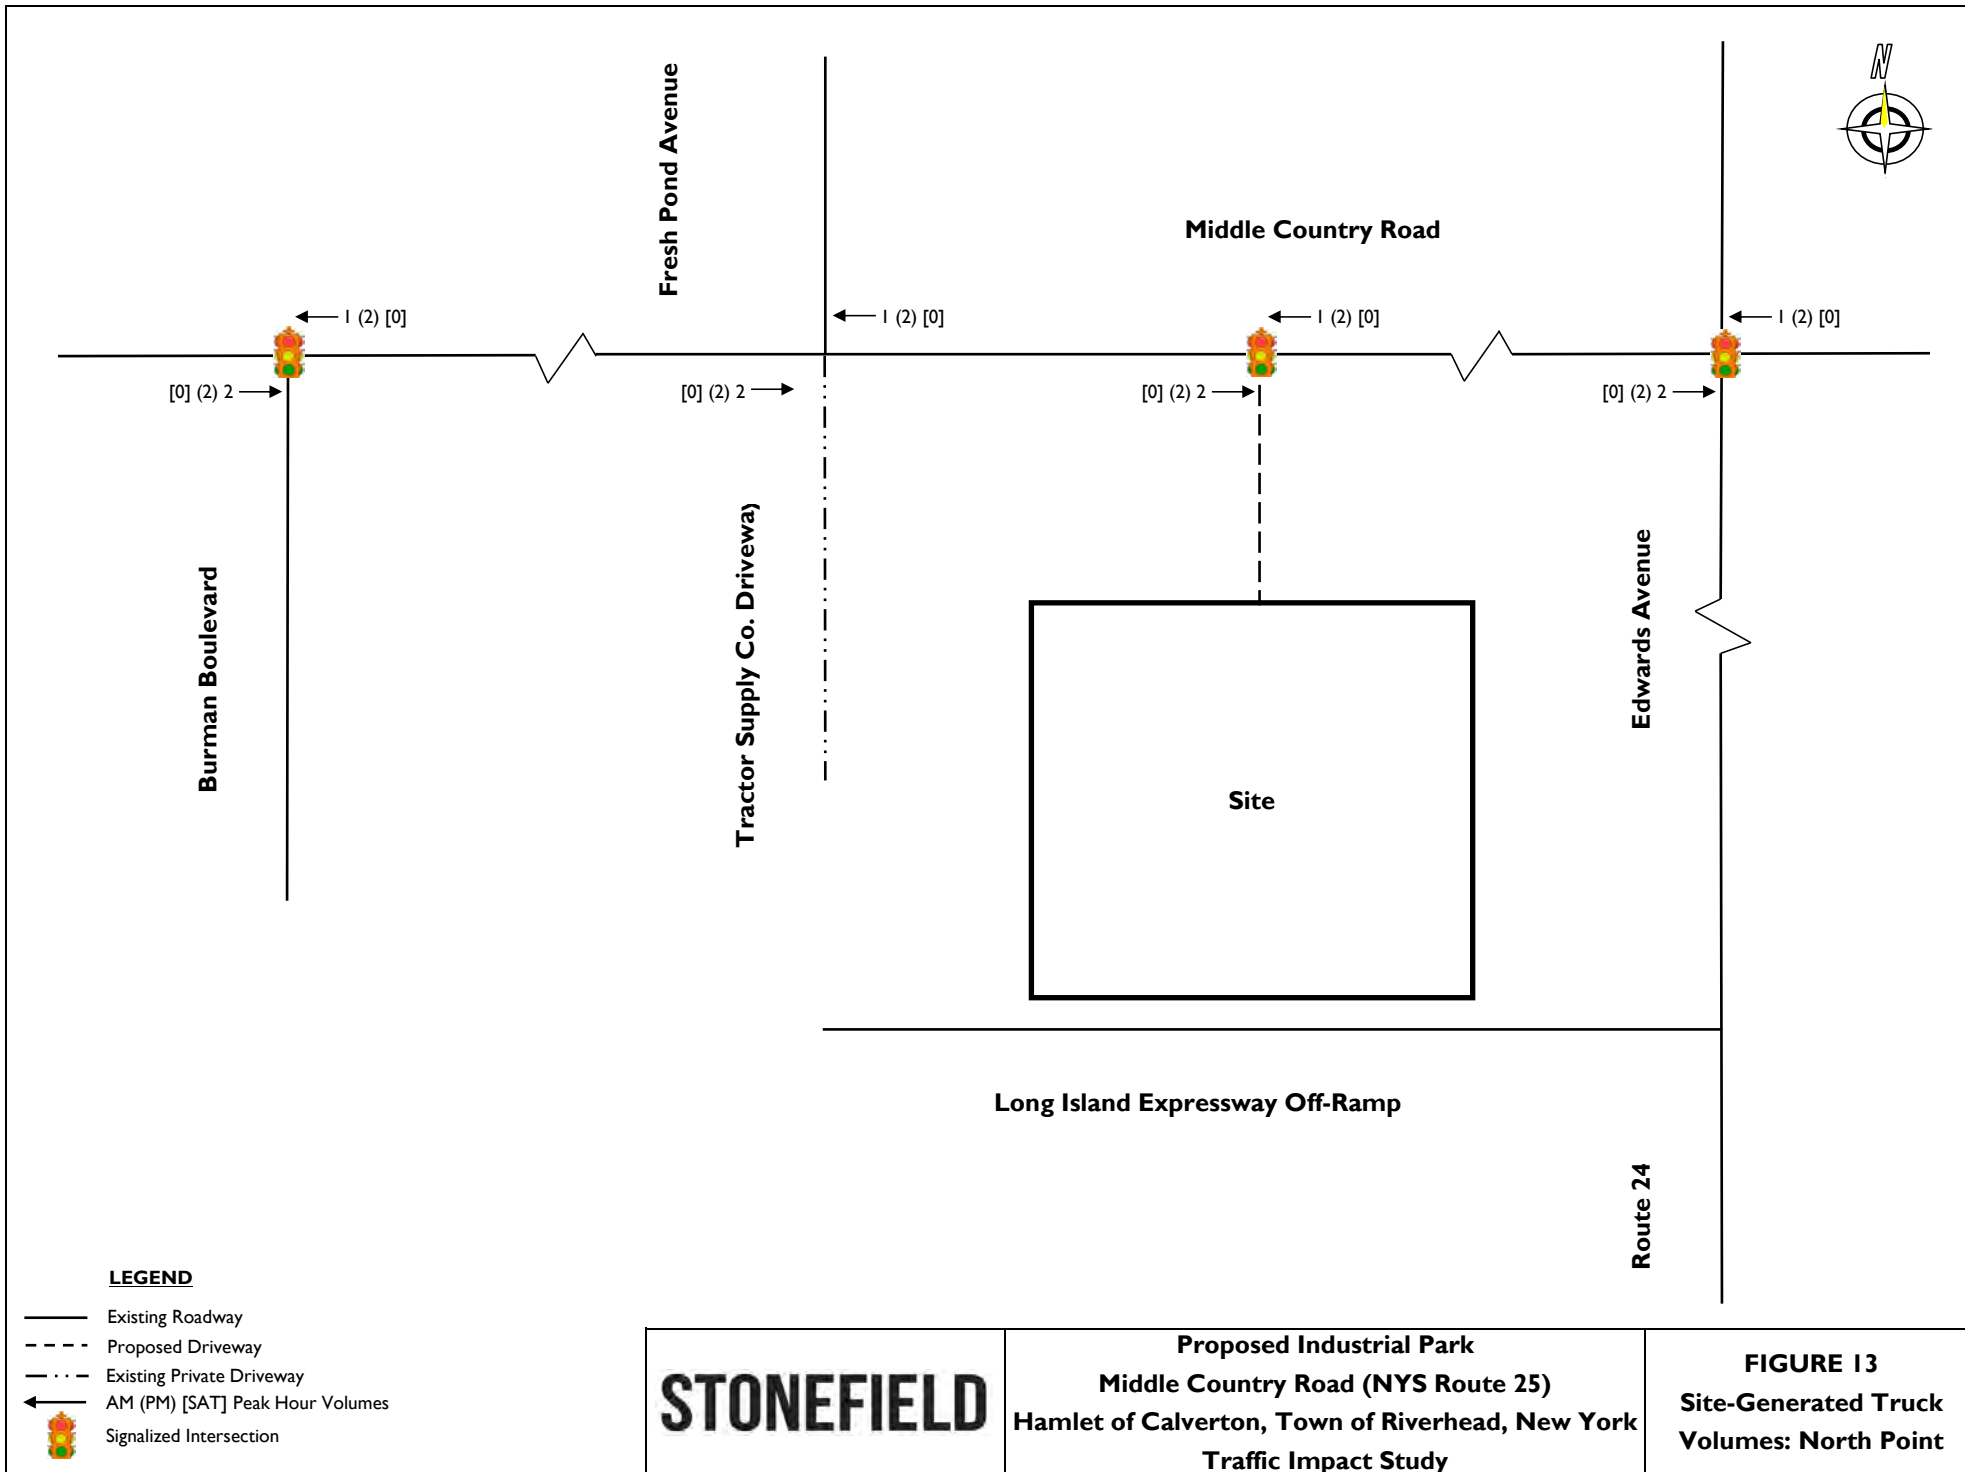 N
Fresh Pond Avenue
Middle Country Road
1 (2) [0]
1 (2) [0]
1 (2) [0]
1 (2) [0]
[0] (2) 2
[0] (2) 2
[0] (2) 2
[0] (2) 2
Burman Boulevard
Tractor Supply Co. Driveway
Edwards Avenue
Site
Long Island Expressway Off-Ramp
Route 24
LEGEND
Existing Roadway
Proposed Driveway
Existing Private Driveway
AM (PM) [SAT] Peak Hour Volumes
Signalized Intersection
STONEFIELD
Proposed Industrial Park
Middle Country Road (NYS Route 25)
Hamlet of Calverton, Town of Riverhead, New York
Traffic Impact Study
FIGURE 13
Site-Generated Truck
Volumes: North Point